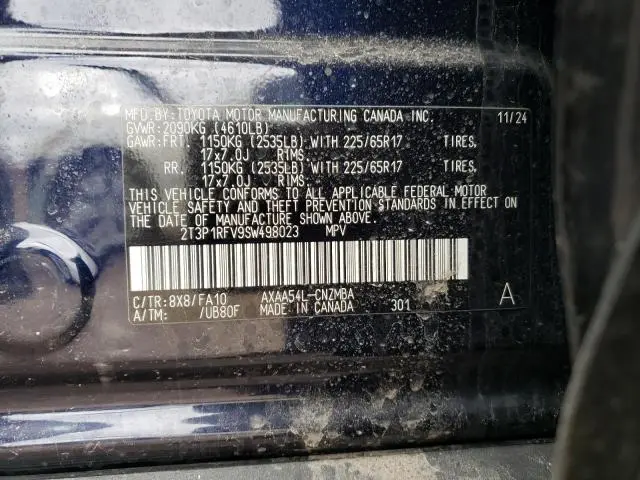 MFD. BY: TOYOTA MOTOR MANUFACTURING CANADA INC. 11/24
GVWR: 2090KG (4610LB)
GAWR: FRT. 1150KG (2535LB) WITH 225/65R17 TIRES.
17x7.0J RIMS.
RR. 1150KG (2535LB) WITH 225/65R17 TIRES.
17x7.0J RIMS.
THIS VEHICLE CONFORMS TO ALL APPLICABLE FEDERAL MOTOR
VEHICLE SAFETY AND THEFT PREVENTION STANDARDS IN EFFECT ON
THE DATE OF MANUFACTURE SHOWN ABOVE.
2T3P1RFV9SW498023 MPV
C/TR: 8X8/FA10 AXAA54L-CNZMBA
A/TM: /UB80F MADE IN CANADA 301 A